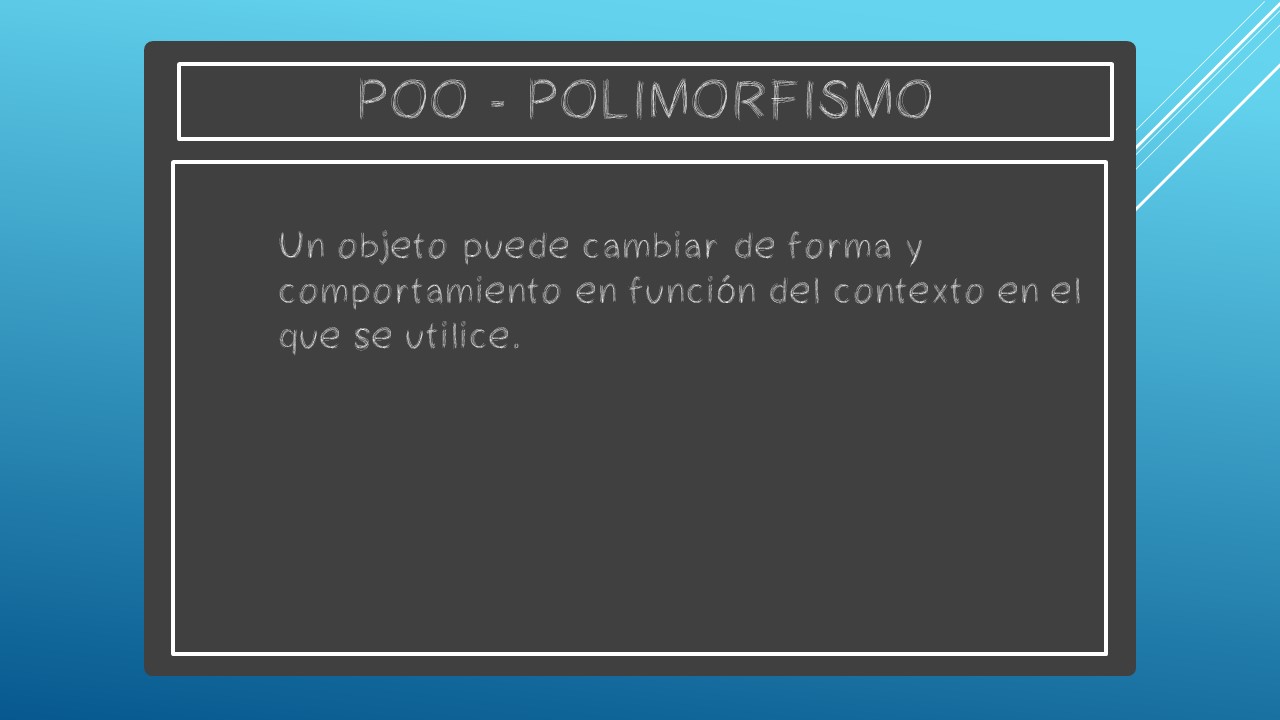 POO - POLIMORFISMO
Un objeto puede cambiar de forma y
comportamiento en función del contexto en el
que se utilice.